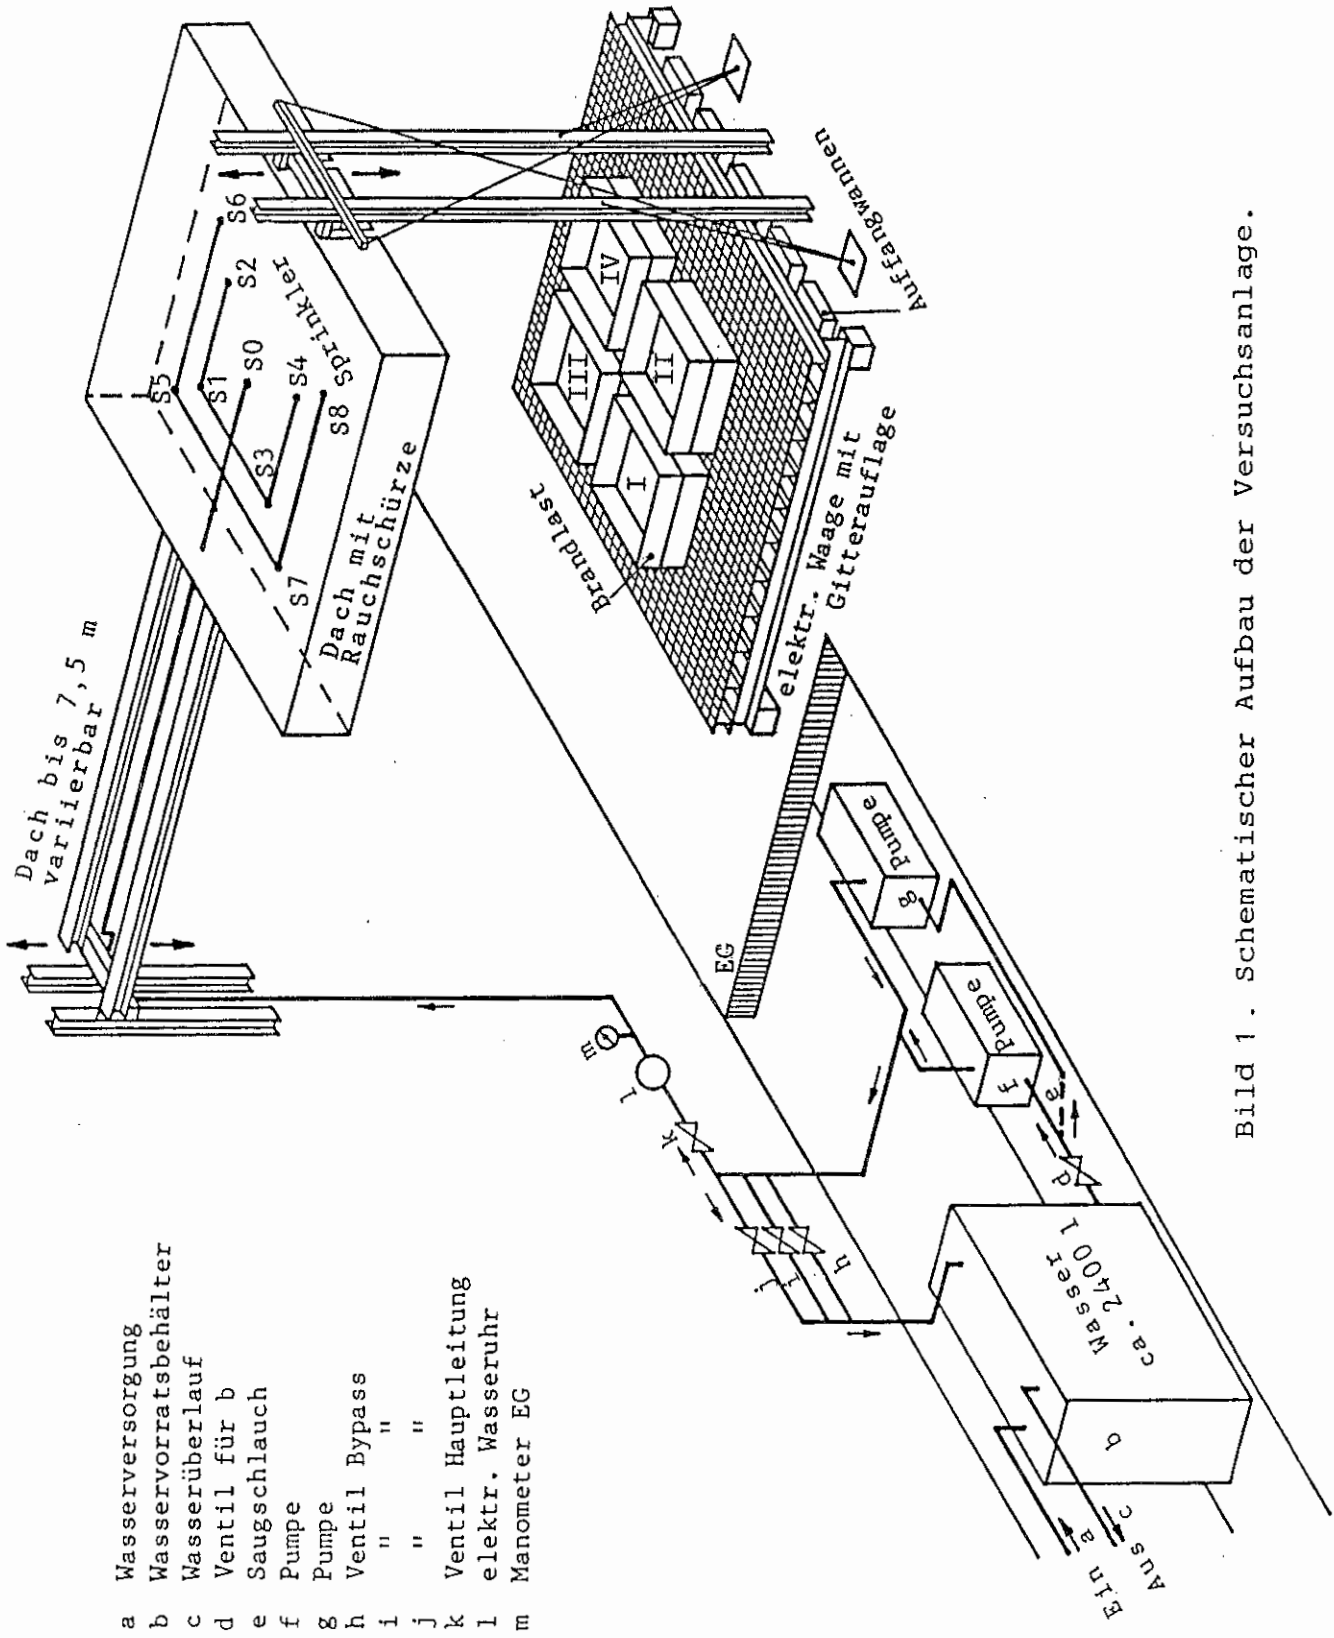 Dach bis 7,5 m
variierbar
S5
S6
S1
S2
S0
Sprinkler
S3
S4
S7
S8
Dach mit
Rauchschürze
Brandlast
I
II
III
IV
Auffangwannen
elektr. Waage mit
Gitterauflage
EG
m
l
k
j
i
h
g Pumpe
f Pumpe
e
d
Wasser
ca. 2400 l
b
Ein a
Aus c
a Wasserversorgung
b Wasservorratsbehälter
c Wasserüberlauf
d Ventil für b
e Saugschlauch
f Pumpe
g Pumpe
h Ventil Bypass
i " "
j " "
k Ventil Hauptleitung
l elektr. Wasseruhr
m Manometer EG
Bild 1. Schematischer Aufbau der Versuchsanlage.